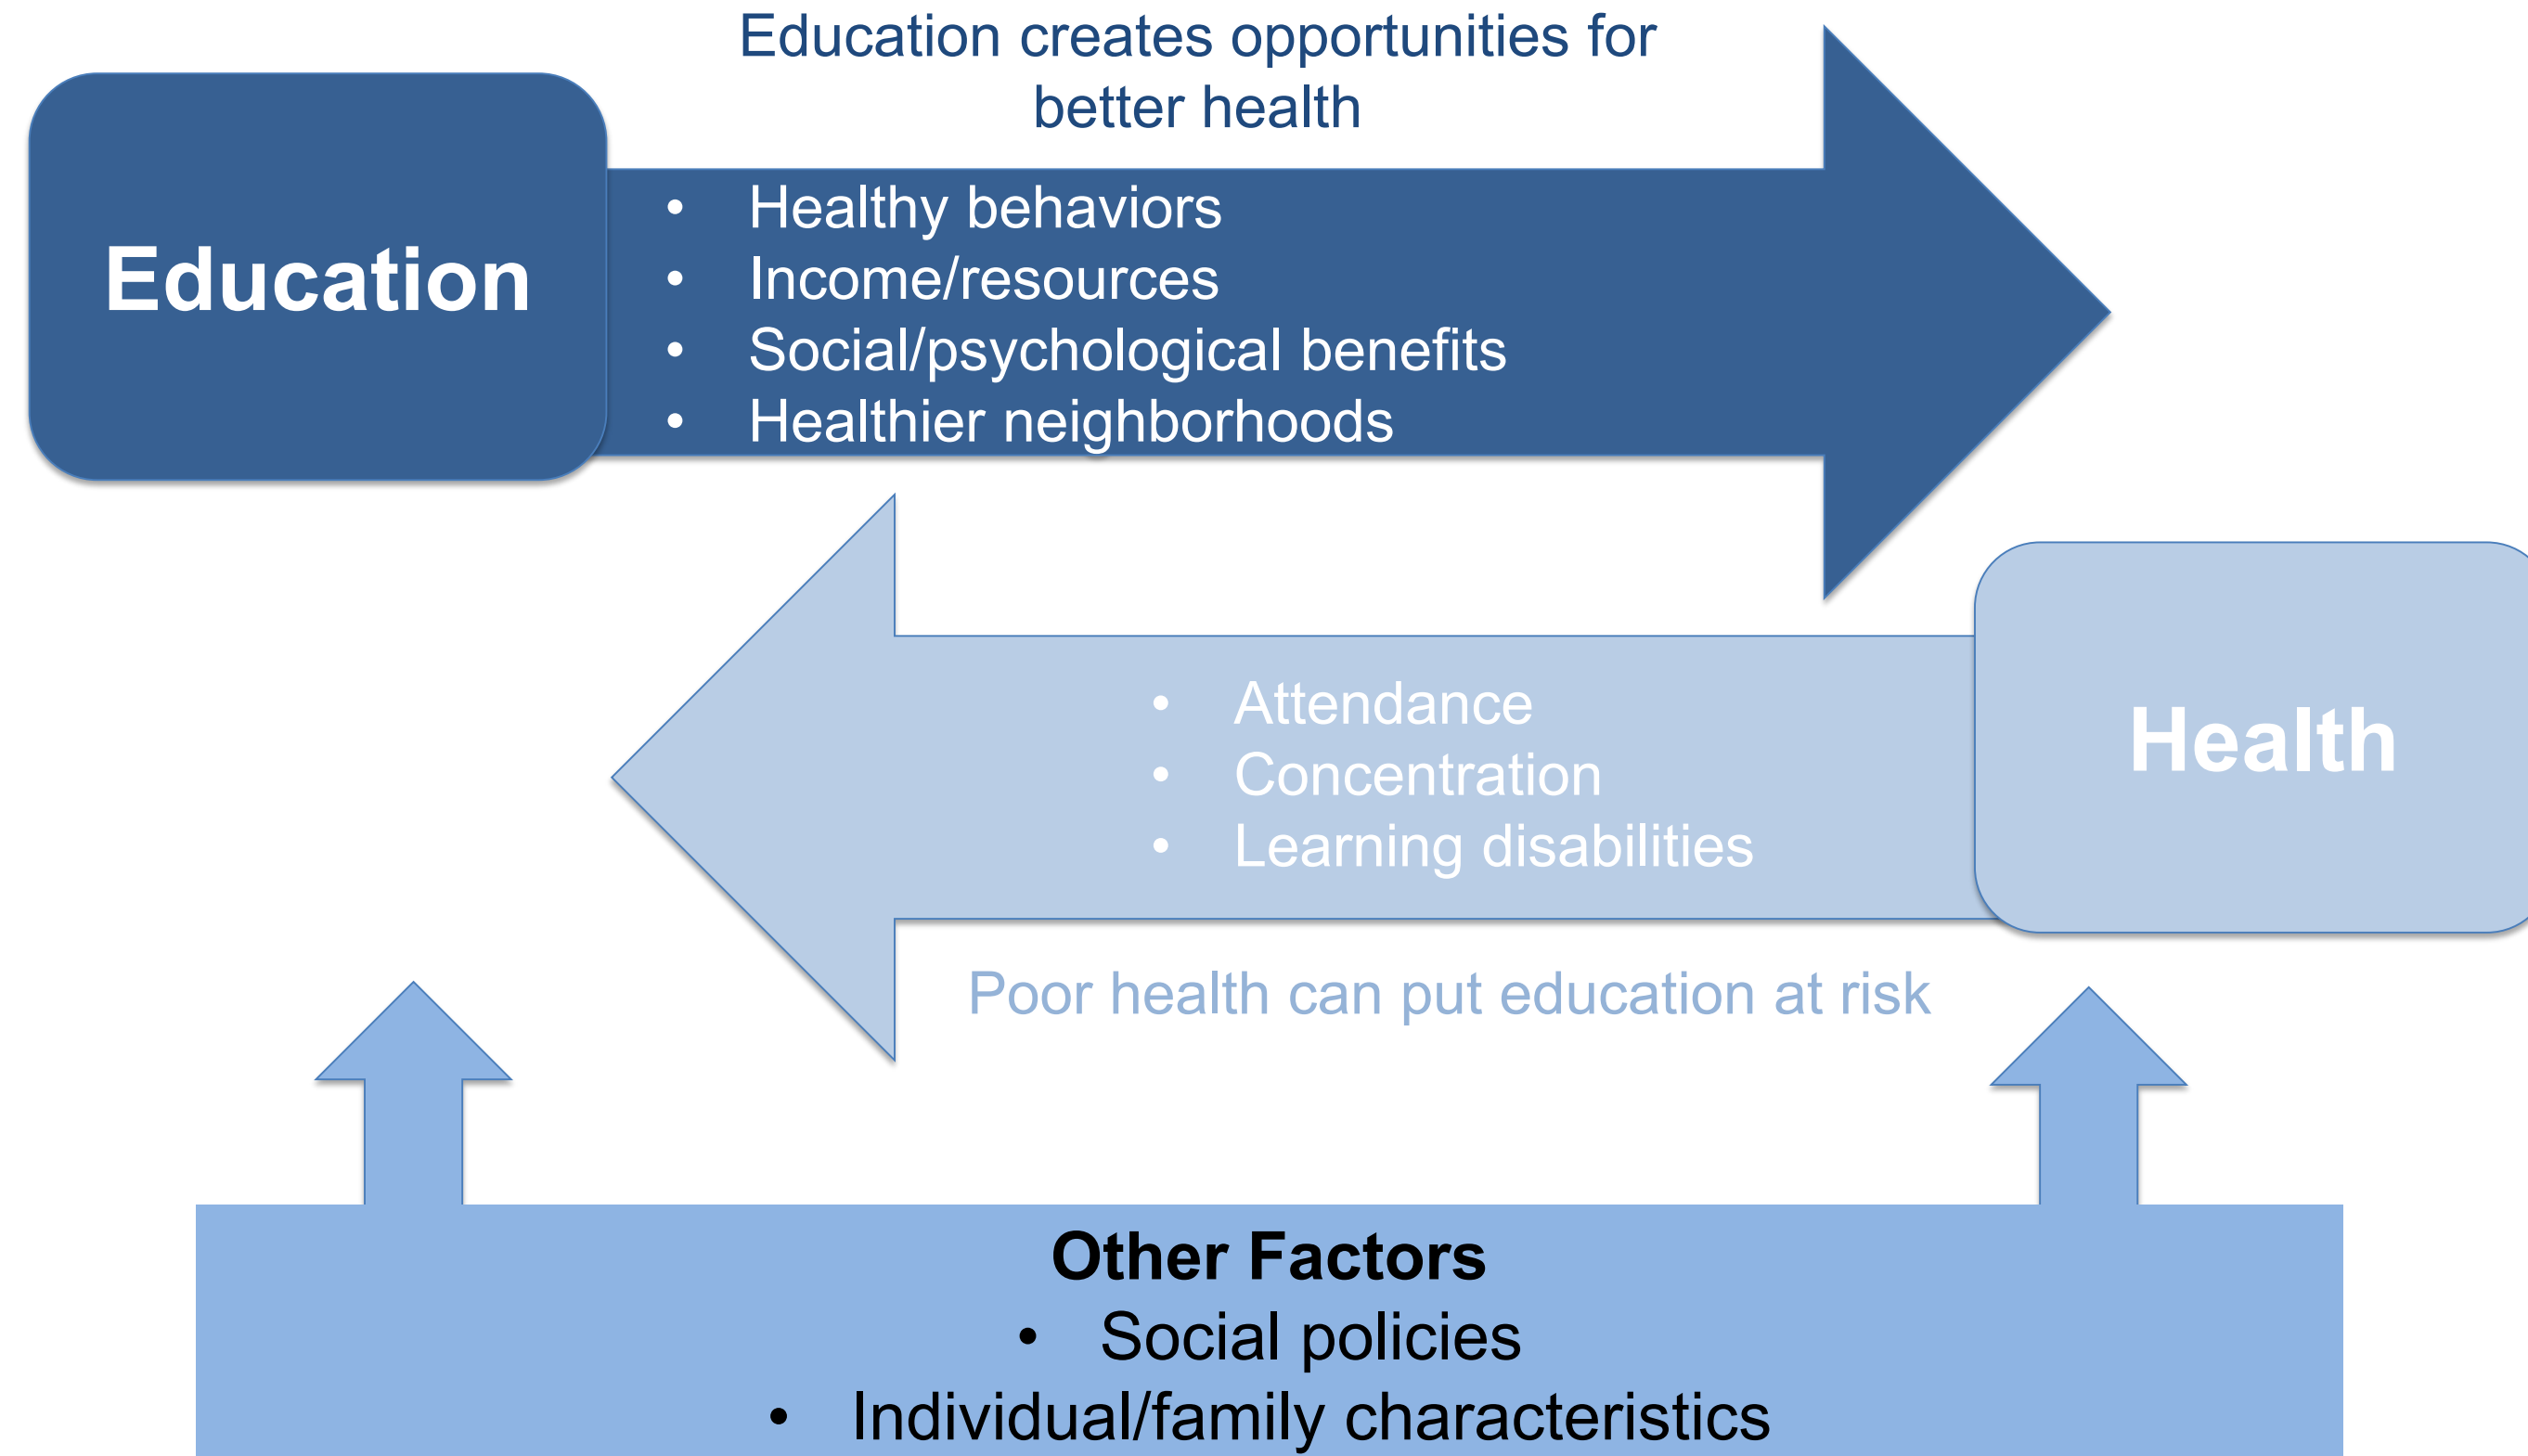 Education creates opportunities for
better health
Education
• Healthy behaviors
• Income/resources
• Social/psychological benefits
• Healthier neighborhoods
• Attendance
• Concentration
• Learning disabilities
Health
Poor health can put education at risk
Other Factors
• Social policies
• Individual/family characteristics